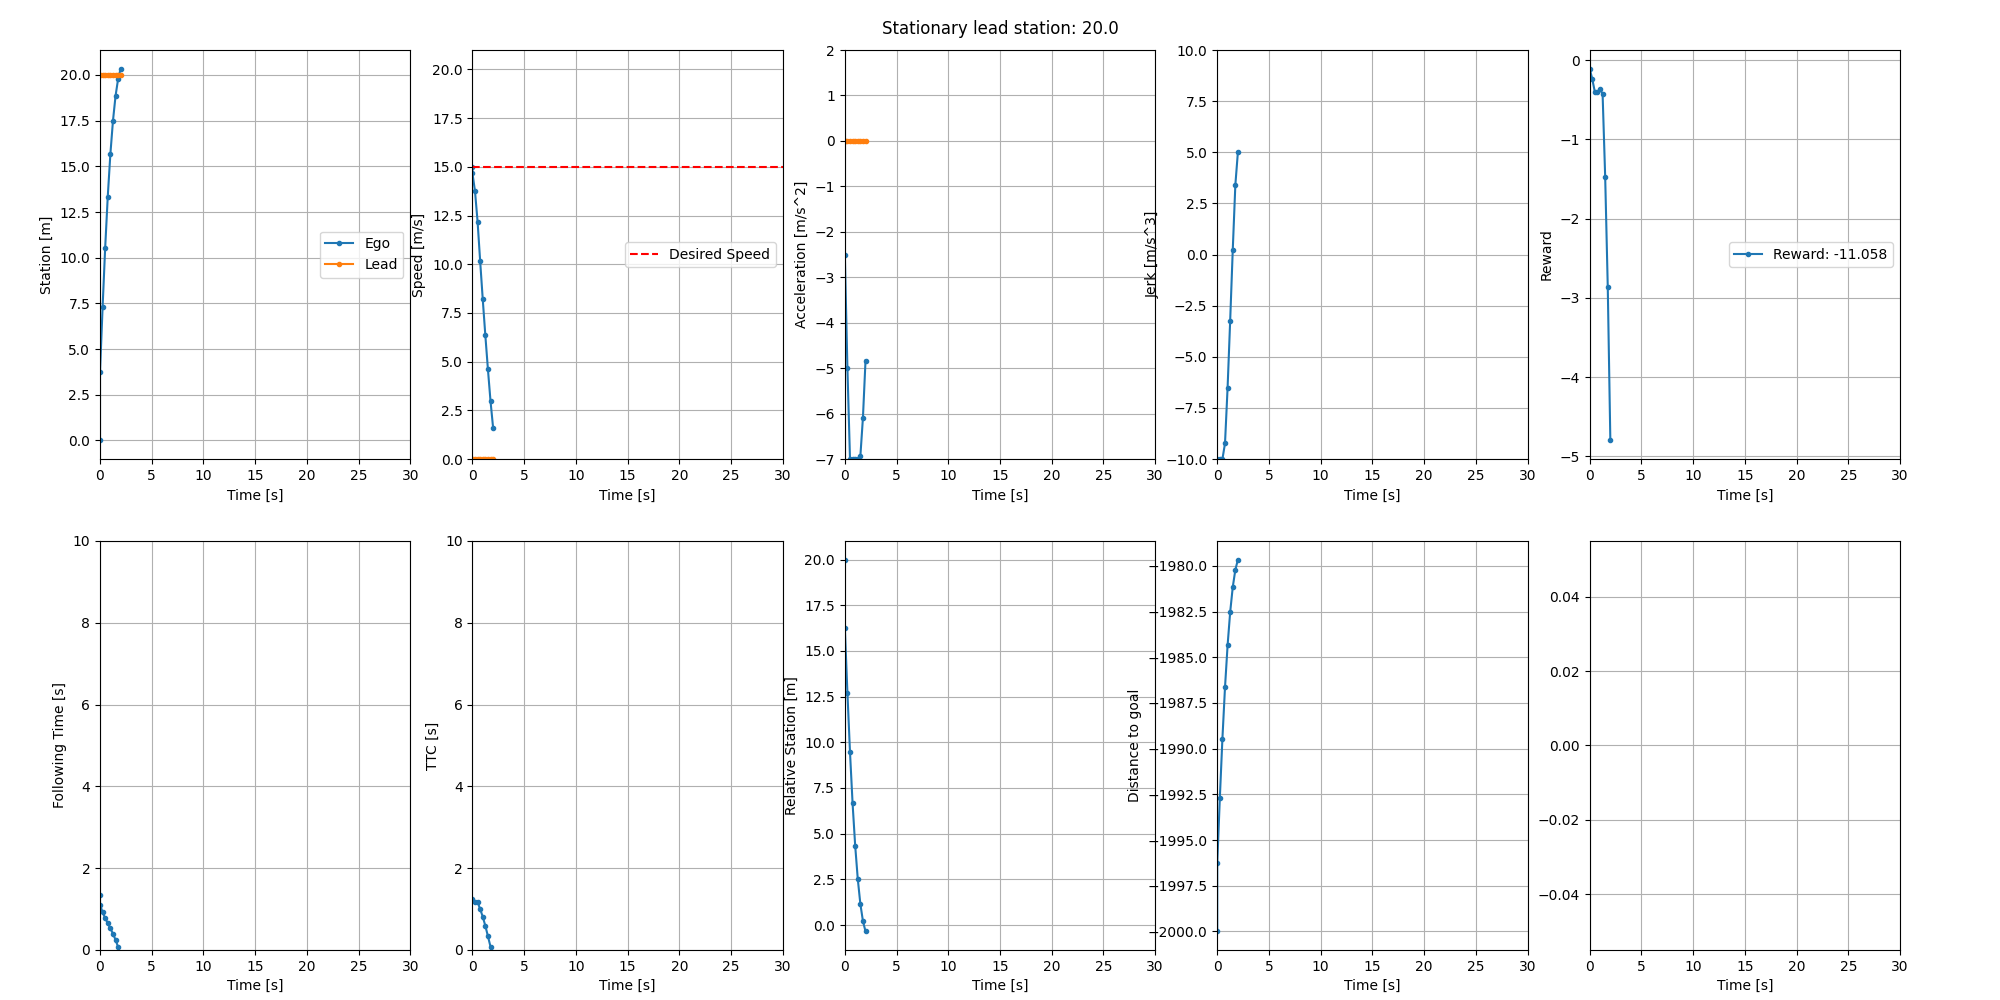 Stationary lead station: 20.0
Station [m]
20.0
17.5
15.0
12.5
10.0
7.5
5.0
2.5
0.0
Ego
Lead
0 5 10 15 20 25 30
Time [s]
Speed [m/s]
20.0
17.5
15.0
12.5
10.0
7.5
5.0
2.5
0.0
Desired Speed
0 5 10 15 20 25 30
Time [s]
Acceleration [m/s^2]
2
1
0
−1
−2
−3
−4
−5
−6
−7
0 5 10 15 20 25 30
Time [s]
Jerk [m/s^3]
10.0
7.5
5.0
2.5
0.0
−2.5
−5.0
−7.5
−10.0
0 5 10 15 20 25 30
Time [s]
Reward
0
−1
−2
−3
−4
−5
Reward: -11.058
0 5 10 15 20 25 30
Time [s]
Following Time [s]
10
8
6
4
2
0
0 5 10 15 20 25 30
Time [s]
TTC [s]
10
8
6
4
2
0
0 5 10 15 20 25 30
Time [s]
Relative Station [m]
20.0
17.5
15.0
12.5
10.0
7.5
5.0
2.5
0.0
0 5 10 15 20 25 30
Time [s]
Distance to goal
−1980.0
−1982.5
−1985.0
−1987.5
−1990.0
−1992.5
−1995.0
−1997.5
−2000.0
0 5 10 15 20 25 30
Time [s]
0.04
0.02
0.00
−0.02
−0.04
0 5 10 15 20 25 30
Time [s]